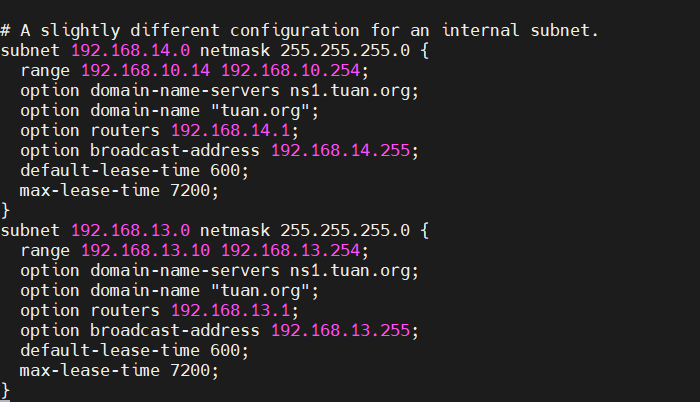 # A slightly different configuration for an internal subnet.
subnet 192.168.14.0 netmask 255.255.255.0 {
  range 192.168.10.14 192.168.10.254;
  option domain-name-servers ns1.tuan.org;
  option domain-name "tuan.org";
  option routers 192.168.14.1;
  option broadcast-address 192.168.14.255;
  default-lease-time 600;
  max-lease-time 7200;
}
subnet 192.168.13.0 netmask 255.255.255.0 {
  range 192.168.13.10 192.168.13.254;
  option domain-name-servers ns1.tuan.org;
  option domain-name "tuan.org";
  option routers 192.168.13.1;
  option broadcast-address 192.168.13.255;
  default-lease-time 600;
  max-lease-time 7200;
}